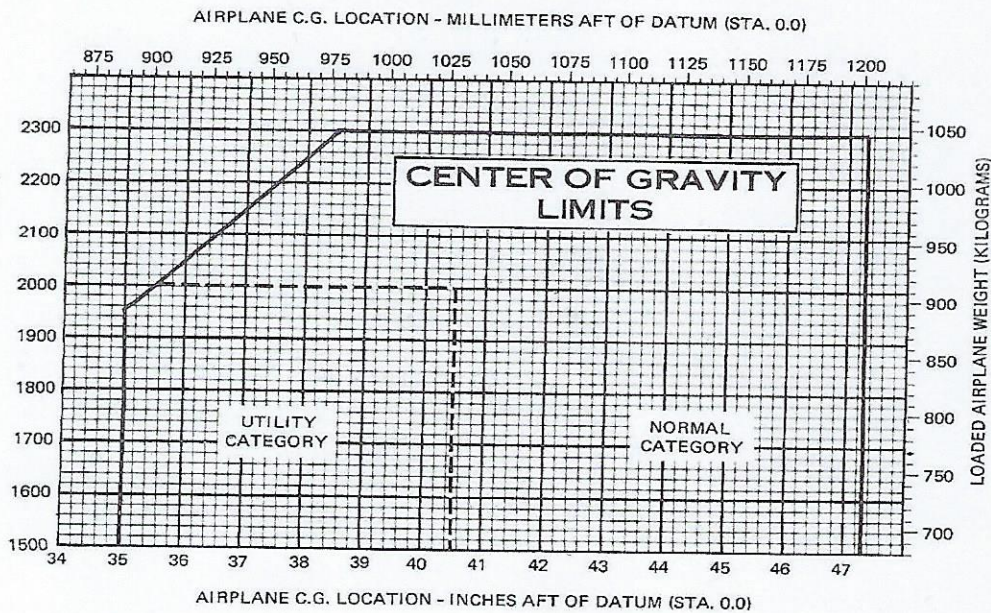 AIRPLANE C.G. LOCATION - MILLIMETERS AFT OF DATUM (STA. 0.0)
875 900 925 950 975 1000 1025 1050 1075 1100 1125 1150 1175 1200
2300
2200
2100
2000
1900
1800
1700
1600
1500
CENTER OF GRAVITY
LIMITS
UTILITY
CATEGORY
NORMAL
CATEGORY
1050
1000
950
900
850
800
750
700
LOADED AIRPLANE WEIGHT (KILOGRAMS)
34 35 36 37 38 39 40 41 42 43 44 45 46 47
AIRPLANE C.G. LOCATION - INCHES AFT OF DATUM (STA. 0.0)